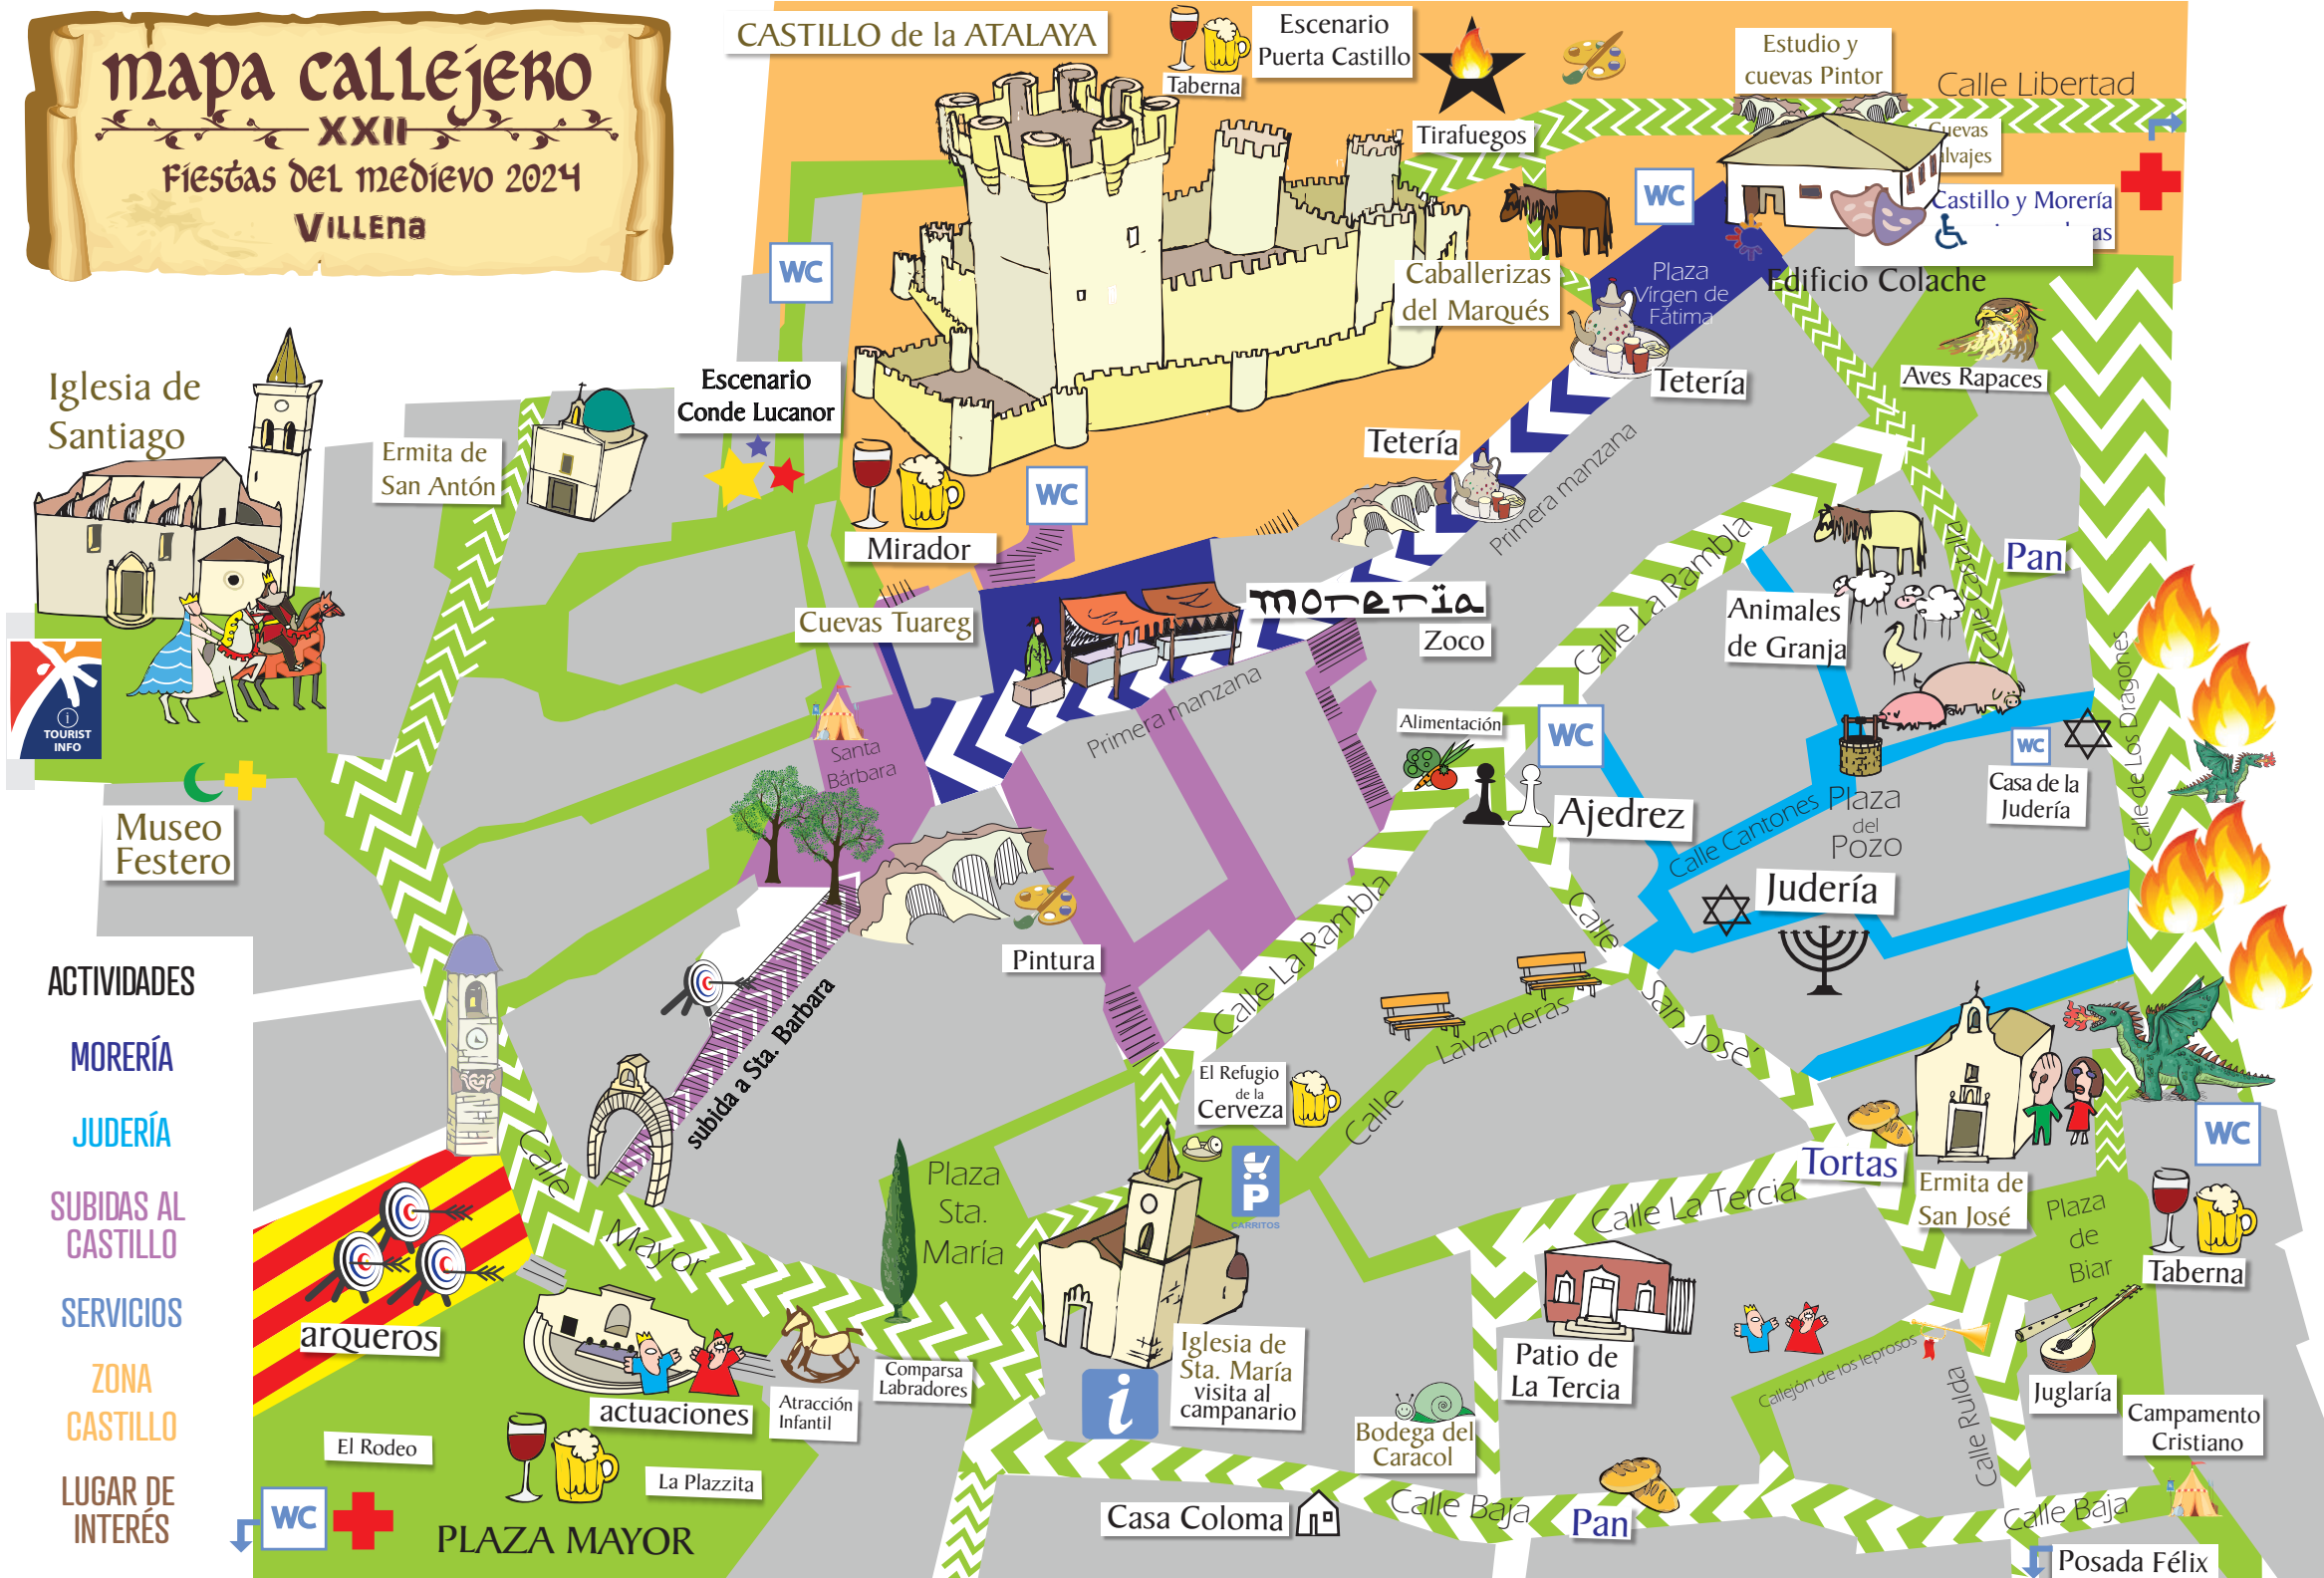 MAPA CALLEJERO
XXII
FIESTAS DEL MEDIEVO 2024
VILLENA
CASTILLO de la ATALAYA
Taberna
Escenario
Puerta Castillo
Tirafuegos
Estudio y
cuevas Pintor
Calle Libertad
Cuevas
Castillo y Morería
WC
Edificio Colache
Plaza
Vírgen de
Fátima
Caballerizas
del Marqués
WC
Aves Rapaces
Tetería
Tetería
Primera manzana
Iglesia de
Santiago
Ermita de
San Antón
Escenario
Conde Lucanor
WC
Mirador
Cuevas Tuareg
morería
Zoco
Primera manzana
Calle La Rambla
Calle Castalla
Pan
Animales
de Granja
Calle de Los Dragones
i
TOURIST
INFO
Museo
Festero
Santa
Bárbara
Alimentación
WC
Ajedrez
WC
Casa de la
Judería
Calle Cantones
Plaza
del
Pozo
Judería
Pintura
Calle La Rambla
Calle
San José
Lavanderas
Calle
subida a Sta. Barbara
ACTIVIDADES
MORERÍA
JUDERÍA
SUBIDAS AL
CASTILLO
SERVICIOS
ZONA
CASTILLO
LUGAR DE
INTERÉS
El Refugio
de la
Cerveza
P
CARRITOS
Tortas
Ermita de
San José
WC
Plaza
de
Biar
Taberna
Calle La Tercia
Calle
Mayor
Plaza
Sta.
María
arqueros
actuaciones
Atracción
Infantil
Comparsa
Labradores
Iglesia de
Sta. María
visita al
campanario
i
Patio de
La Tercia
Callejón de los leprosos
Calle Rulda
Juglaría
Campamento
Cristiano
Bodega del
Caracol
El Rodeo
La Plazzita
WC
PLAZA MAYOR
Casa Coloma
Calle Baja
Pan
Calle Baja
Posada Félix